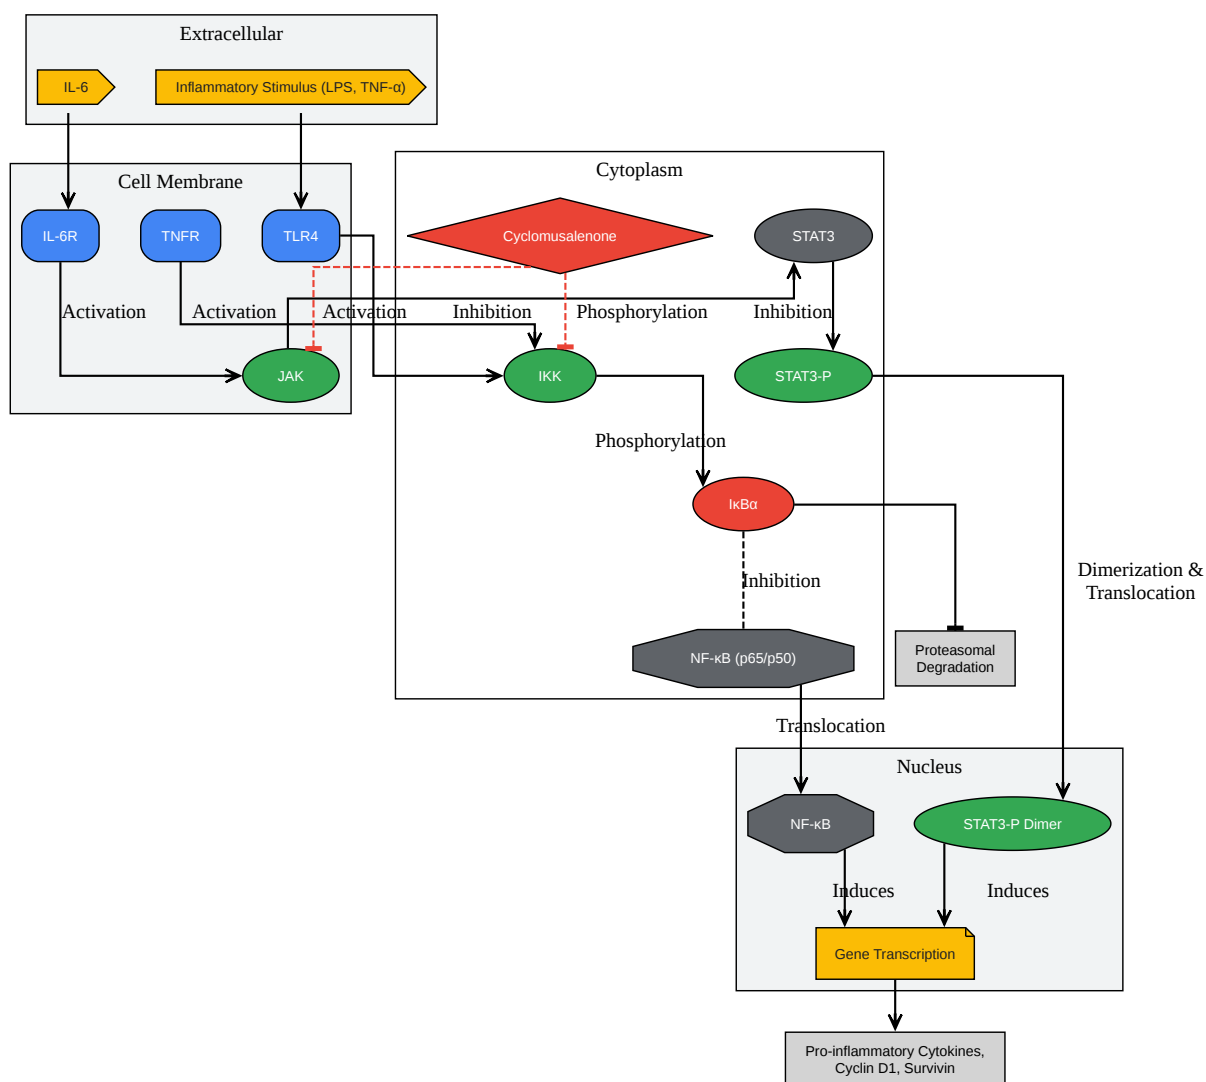 Extracellular
IL-6
Inflammatory Stimulus (LPS, TNF-α)
Cell Membrane
Cytoplasm
IL-6R
TNFR
TLR4
Cyclomusalenone
STAT3
Activation
Activation
Activation
Inhibition
Phosphorylation
Inhibition
JAK
IKK
STAT3-P
Phosphorylation
IκBα
Inhibition
Dimerization &
Translocation
NF-κB (p65/p50)
Proteasomal
Degradation
Translocation
Nucleus
NF-κB
STAT3-P Dimer
Induces
Induces
Gene Transcription
Pro-inflammatory Cytokines,
Cyclin D1, Survivin